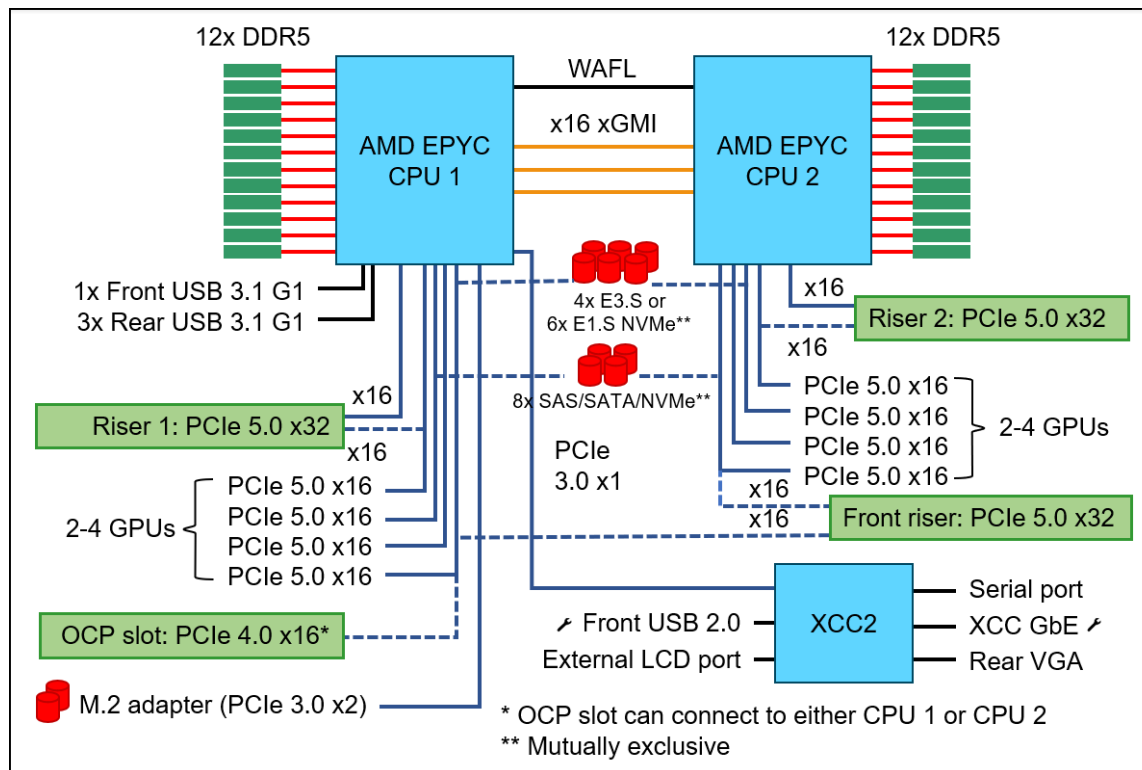 12x DDR5
12x DDR5
WAFL
x16 xGMI
AMD EPYC
CPU 1
AMD EPYC
CPU 2
1x Front USB 3.1 G1
3x Rear USB 3.1 G1
4x E3.S or
6x E1.S NVMe**
x16
Riser 2: PCIe 5.0 x32
x16
8x SAS/SATA/NVMe**
x16
Riser 1: PCIe 5.0 x32
x16
PCIe
3.0 x1
PCIe 5.0 x16
PCIe 5.0 x16
PCIe 5.0 x16
PCIe 5.0 x16
2-4 GPUs
PCIe 5.0 x16
PCIe 5.0 x16
PCIe 5.0 x16
PCIe 5.0 x16
2-4 GPUs
x16
x16
Front riser: PCIe 5.0 x32
OCP slot: PCIe 4.0 x16*
M.2 adapter (PCIe 3.0 x2)
Front USB 2.0
External LCD port
XCC2
Serial port
XCC GbE
Rear VGA
* OCP slot can connect to either CPU 1 or CPU 2
** Mutually exclusive